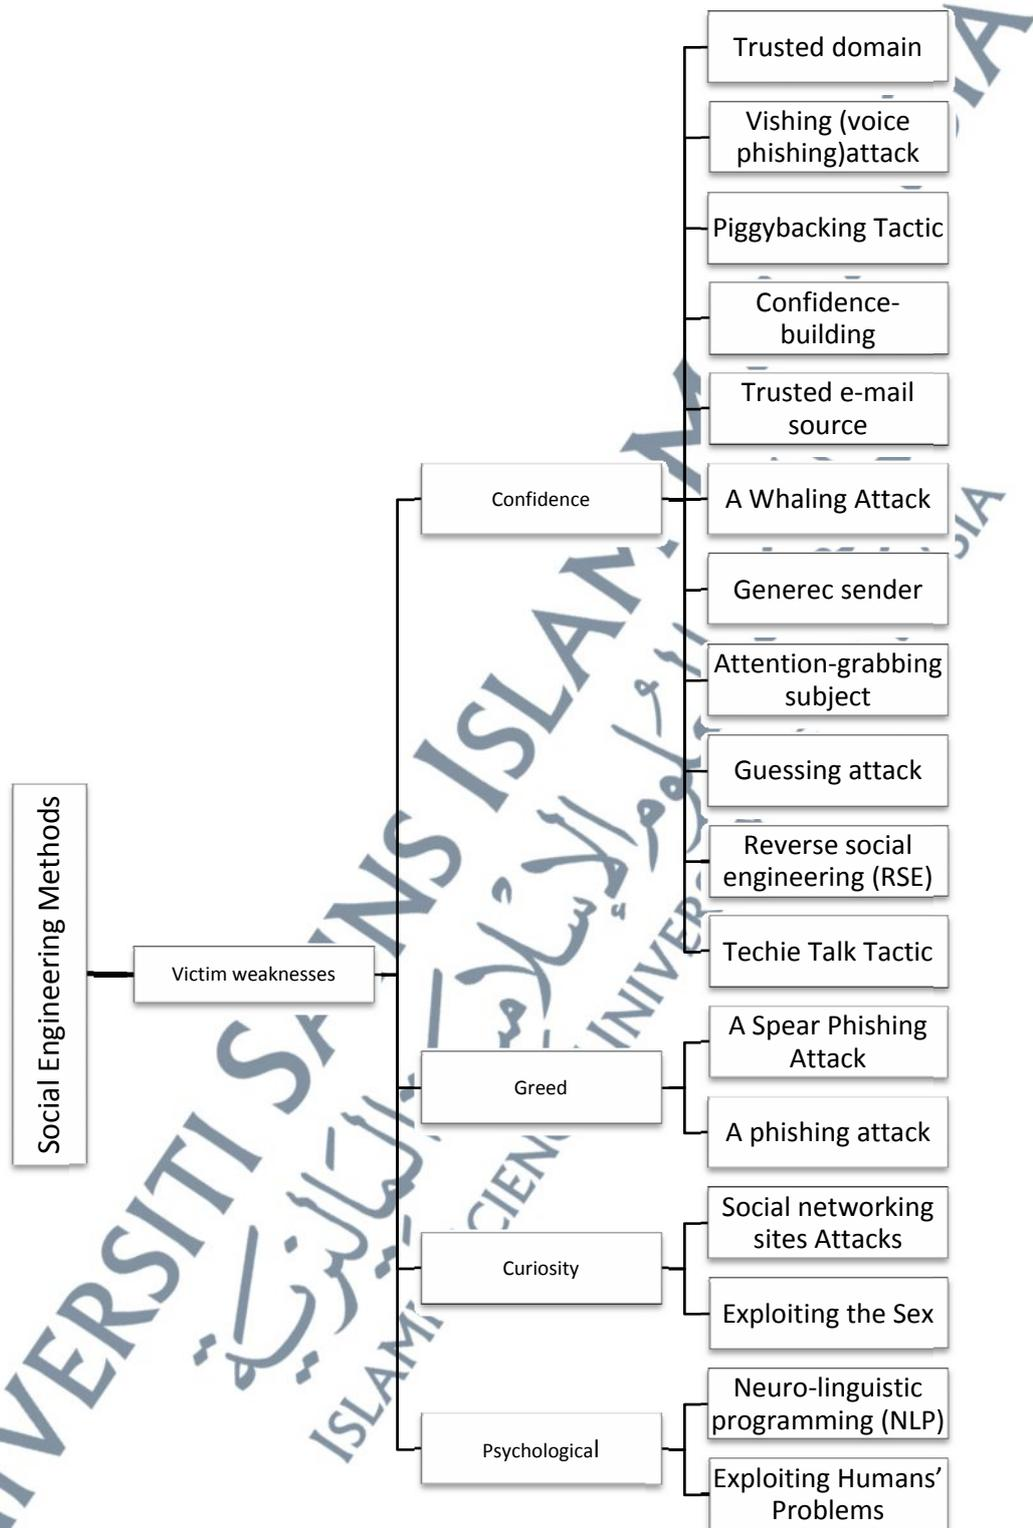 Social Engineering Methods
Victim weaknesses
Confidence
Trusted domain
Vishing (voice
phishing)attack
Piggybacking Tactic
Confidence-
building
Trusted e-mail
source
A Whaling Attack
Generec sender
Attention-grabbing
subject
Guessing attack
Reverse social
engineering (RSE)
Techie Talk Tactic
Greed
A Spear Phishing
Attack
A phishing attack
Curiosity
Social networking
sites Attacks
Exploiting the Sex
Psychological
Neuro-linguistic
programming (NLP)
Exploiting Humans’
Problems